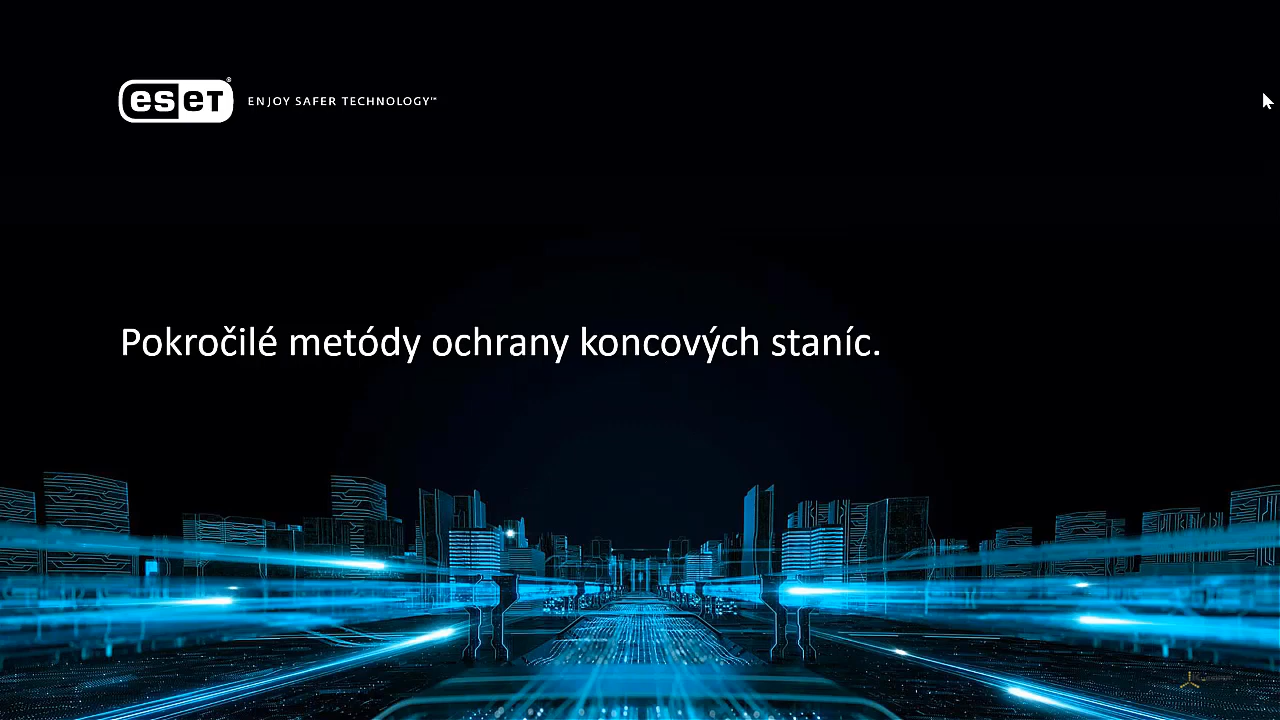 eset® ENJOY SAFER TECHNOLOGY™
Pokročilé metódy ochrany koncových staníc.